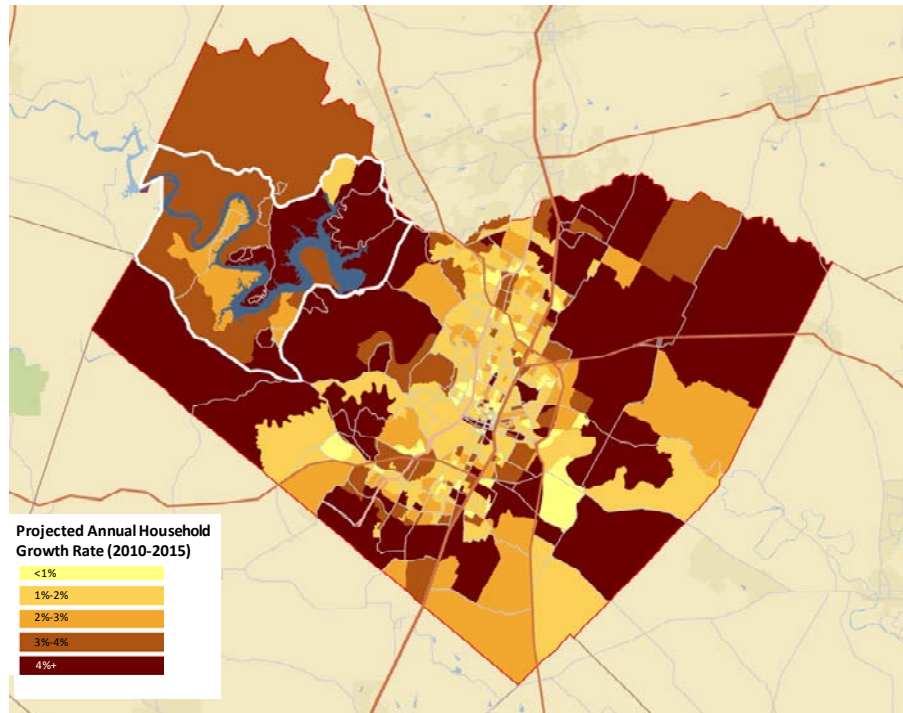 Projected Annual Household
Growth Rate (2010-2015)
<1%
1%-2%
2%-3%
3%-4%
4%+